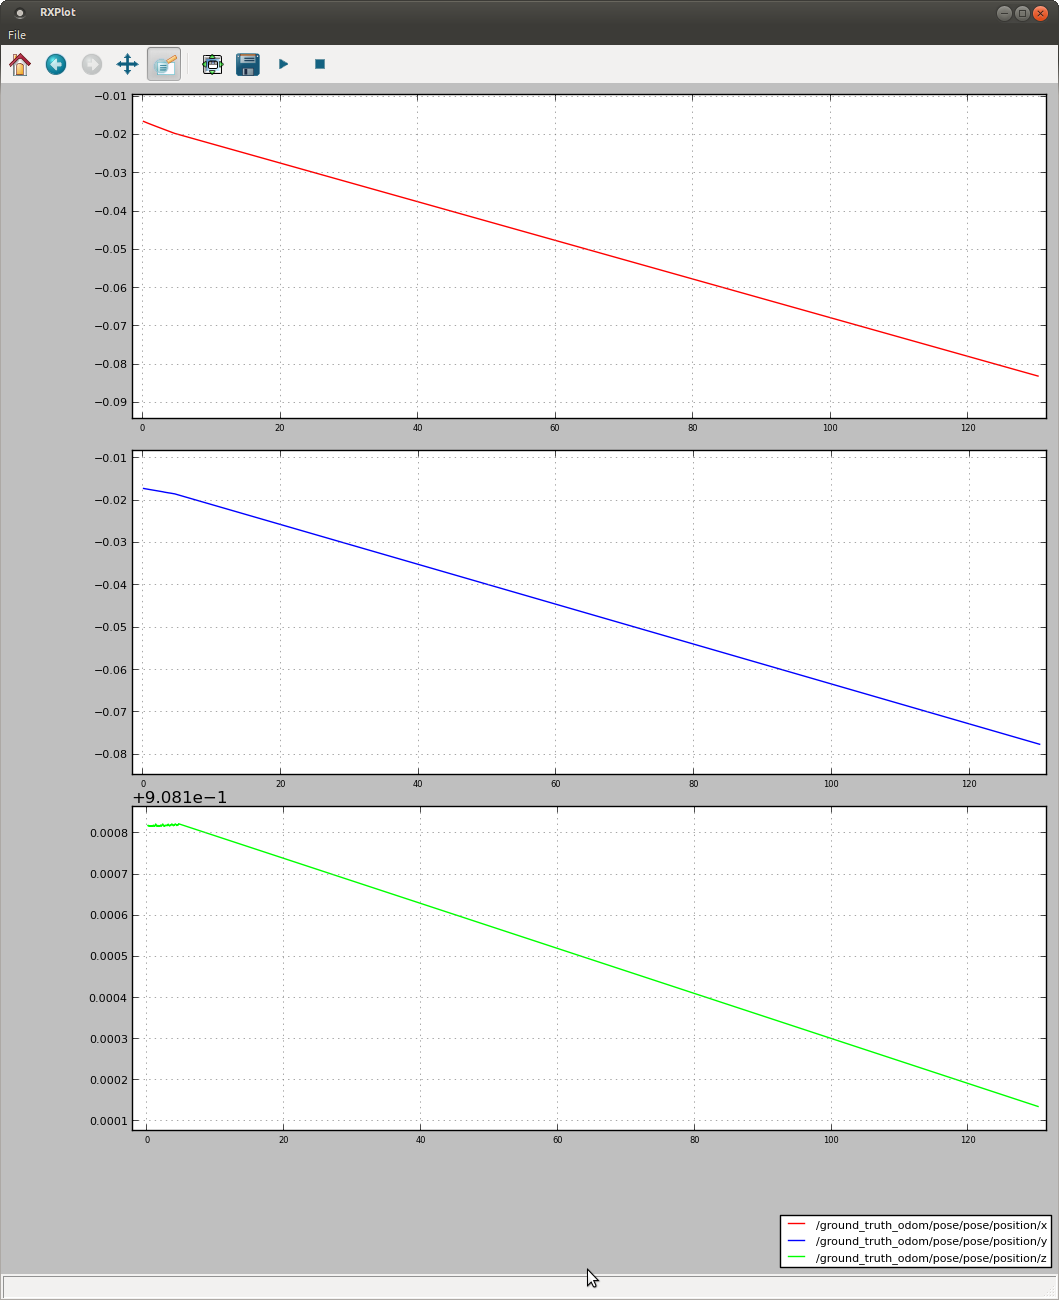 RXPlot
File
−0.01
−0.02
−0.03
−0.04
−0.05
−0.06
−0.07
−0.08
−0.09
0 20 40 60 80 100 120
−0.01
−0.02
−0.03
−0.04
−0.05
−0.06
−0.07
−0.08
0 20 40 60 80 100 120
+9.081e−1
0.0008
0.0007
0.0006
0.0005
0.0004
0.0003
0.0002
0.0001
0 20 40 60 80 100 120
/ground_truth_odom/pose/pose/position/x
/ground_truth_odom/pose/pose/position/y
/ground_truth_odom/pose/pose/position/z